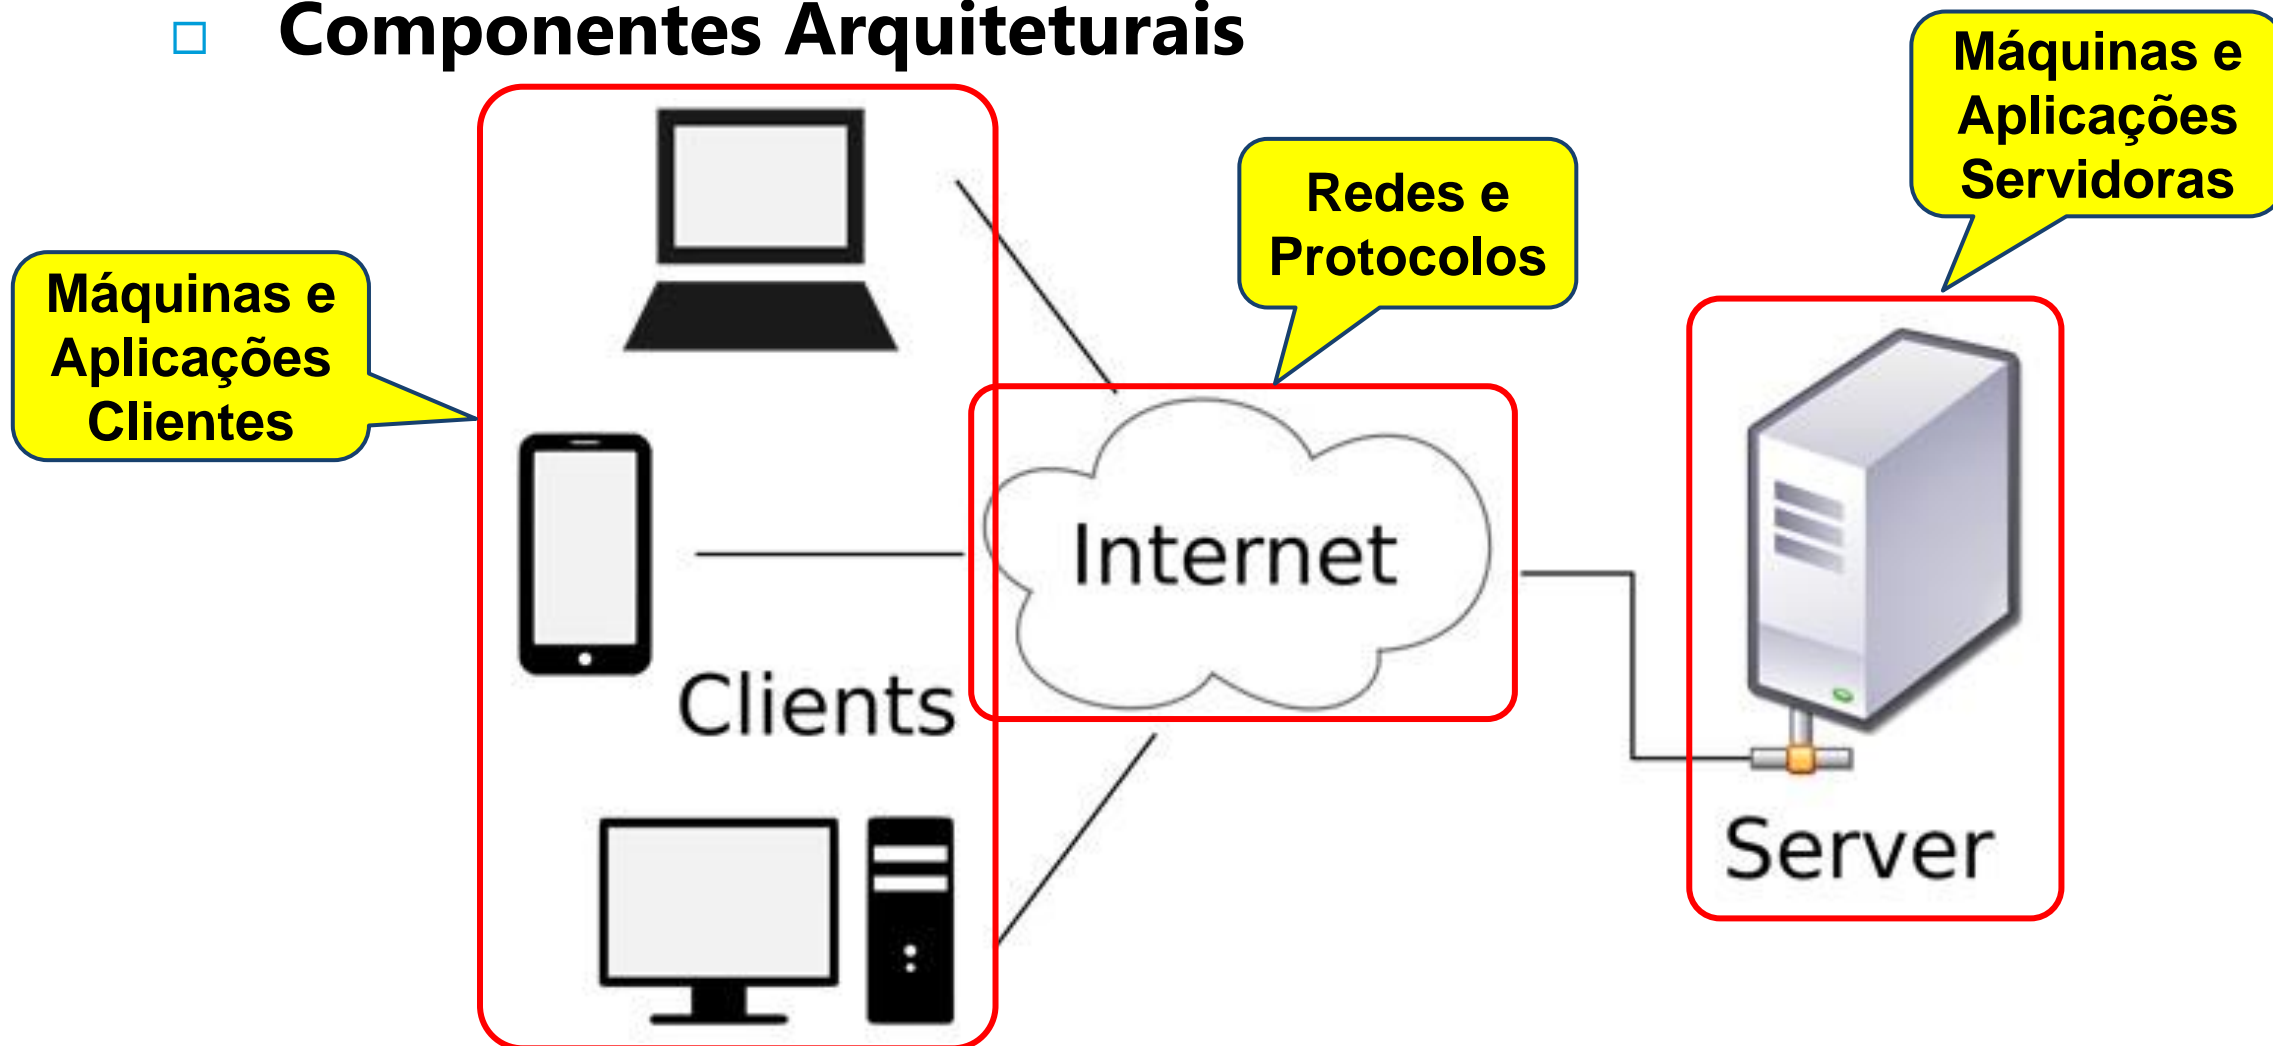 Componentes Arquiteturais
Máquinas e
Aplicações
Servidoras
Redes e
Protocolos
Máquinas e
Aplicações
Clientes
Internet
Clients
Server